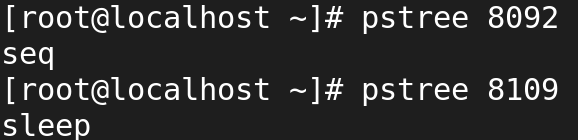 [root@localhost ~]# pstree 8092
seq
[root@localhost ~]# pstree 8109
sleep